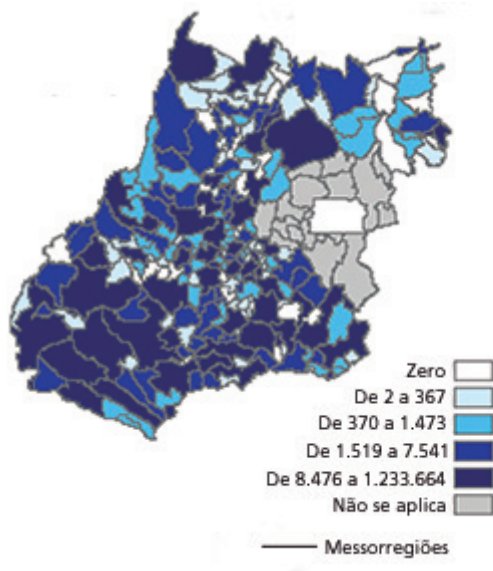 Zero
De 2 a 367
De 370 a 1.473
De 1.519 a 7.541
De 8.476 a 1.233.664
Não se aplica
Messorregiões